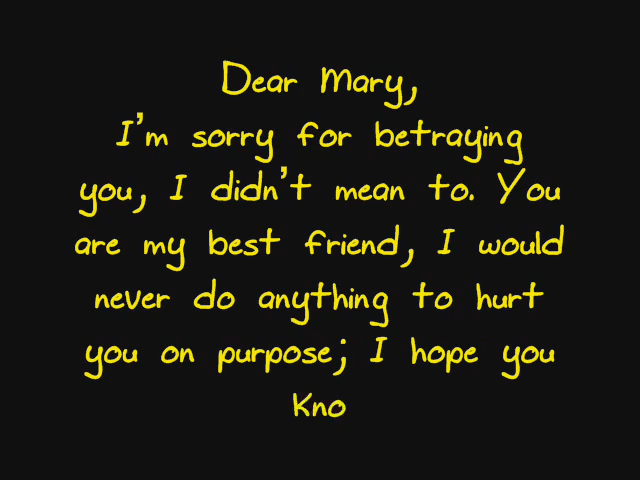 Dear Mary,
I'm sorry for betraying
you, I didn't mean to. You
are my best friend, I would
never do anything to hurt
you on purpose; I hope you
kno